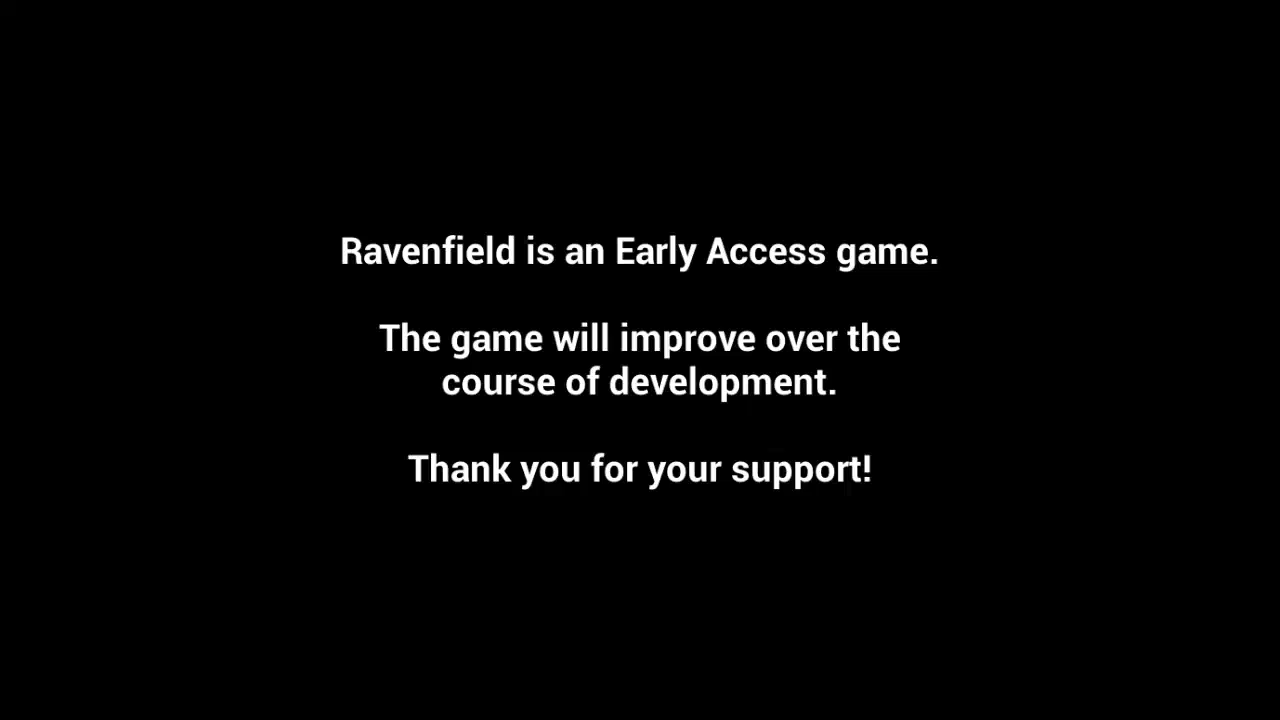 Ravenfield is an Early Access game.
The game will improve over the
course of development.
Thank you for your support!